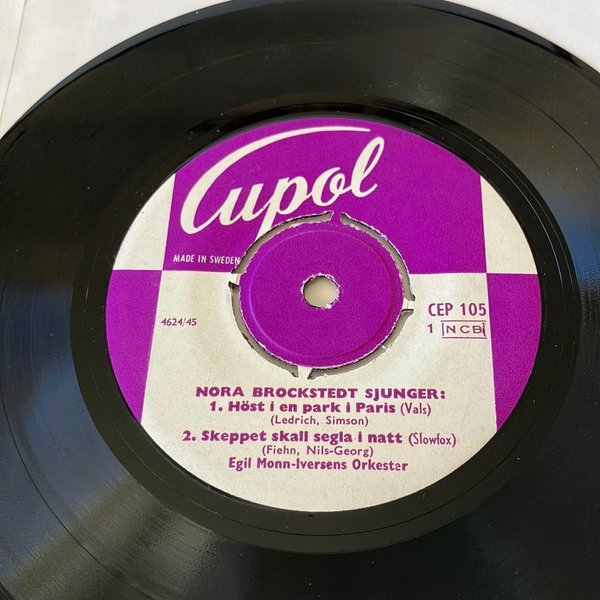 Cupol
MADE IN SWEDEN
4624/45
CEP 105
1 NCB
NORA BROCKSTEDT SJUNGER:
1. Höst i en park i Paris (Vals)
(Ledrich, Simson)
2. Skeppet skall segla i natt (Slowfox)
(Fiehn, Nils-Georg)
Egil Monn-Iversens Orkester